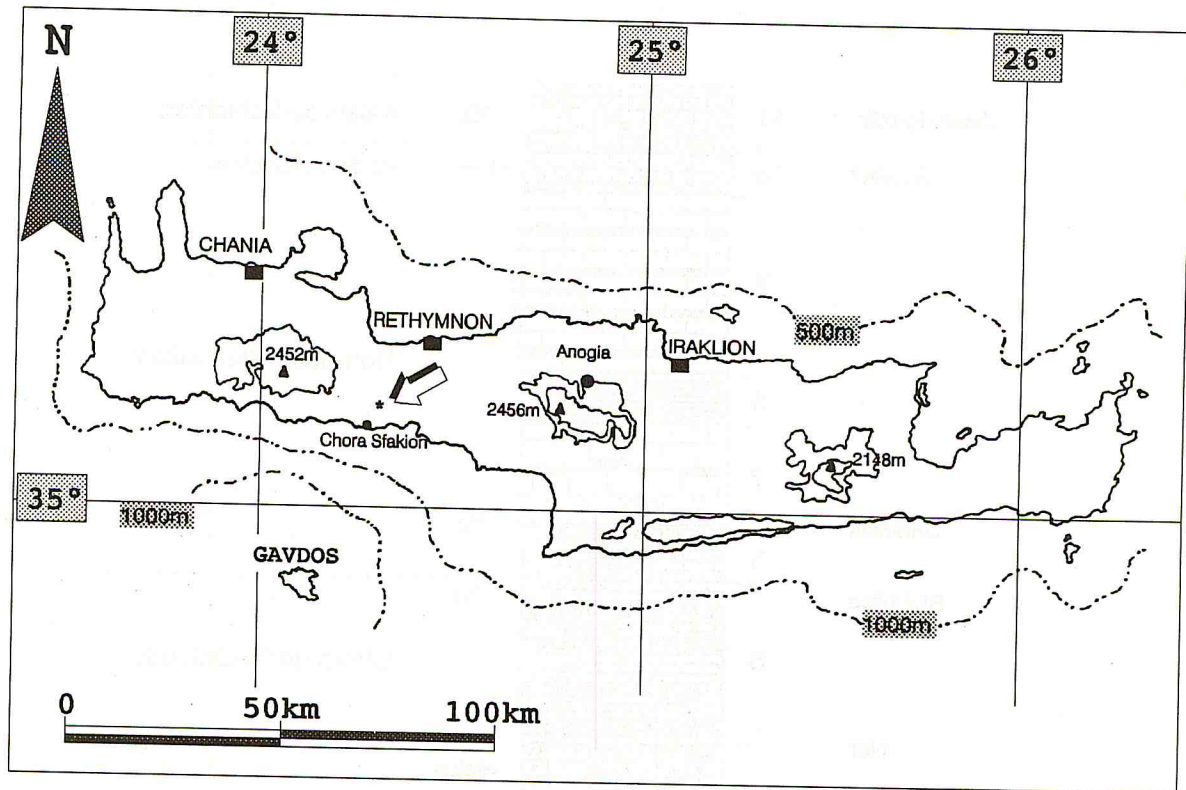 N
24°
25°
26°
CHANIA
RETHYMNON
500m
2452m
Anogia
IRAKLION
2456m
*
Chora Sfakion
2148m
35°
1000m
GAVDOS
1000m
0 50km 100km